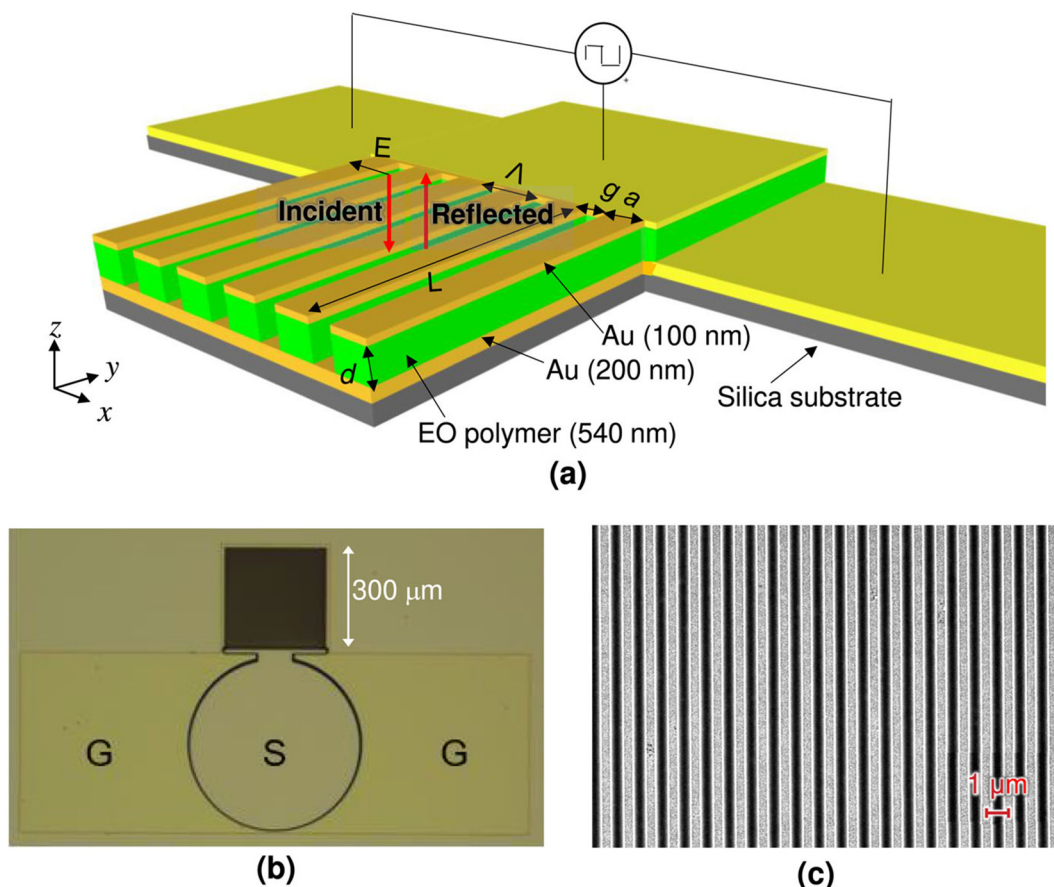 E
Λ
g a
Incident
Reflected
L
d
z
y
x
Au (100 nm)
Au (200 nm)
Silica substrate
EO polymer (540 nm)
(a)
300 μm
G
S
G
(b)
1 μm
(c)